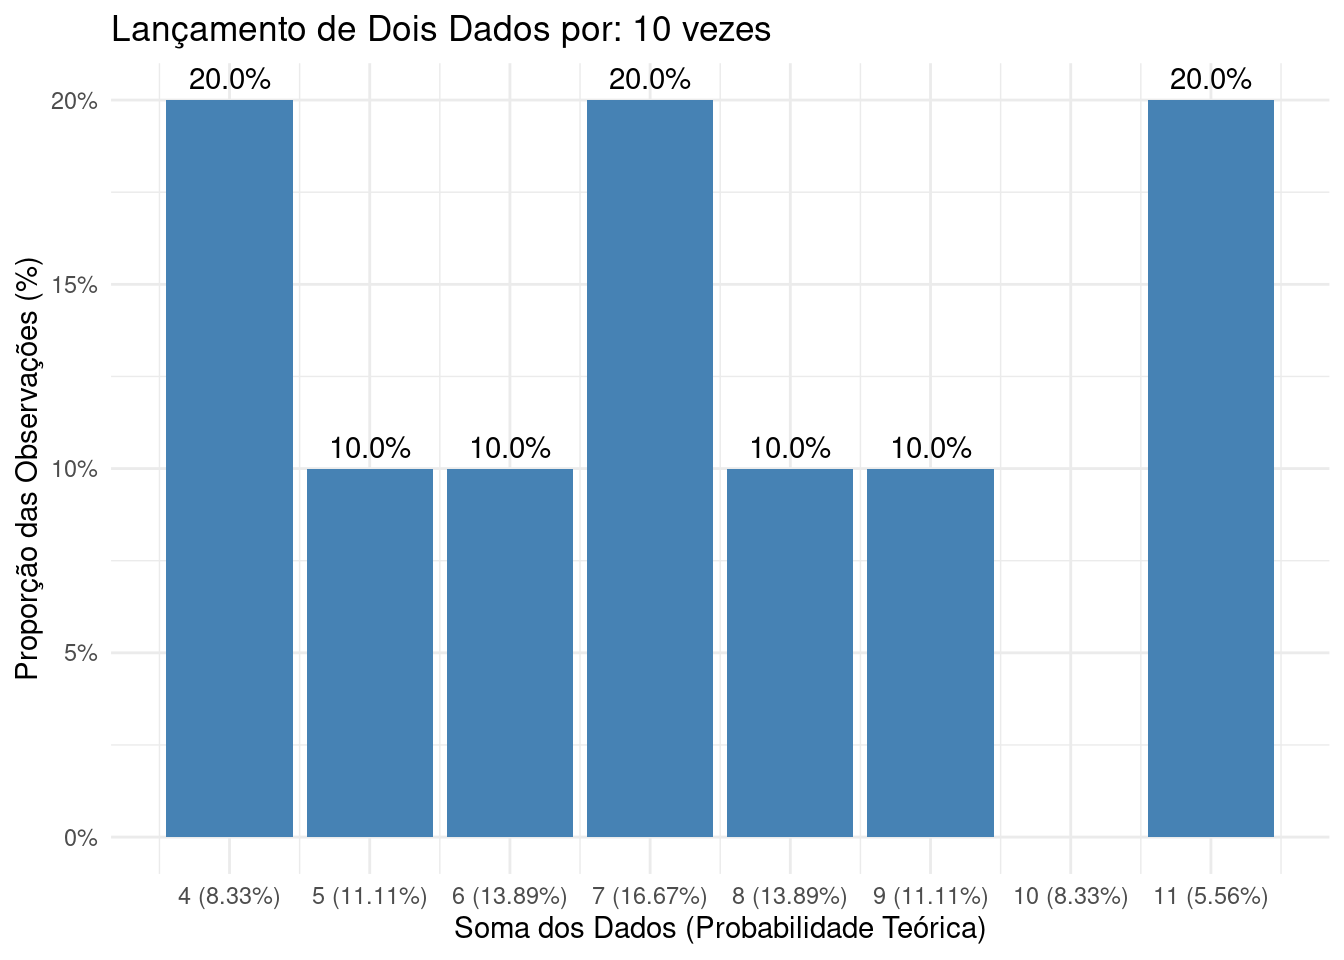 Lançamento de Dois Dados por: 10 vezes
20.0% 20.0% 20.0%
20%
15%
10.0% 10.0% 10.0% 10.0%
10%
5%
0%
4 (8.33%) 5 (11.11%) 6 (13.89%) 7 (16.67%) 8 (13.89%) 9 (11.11%) 10 (8.33%) 11 (5.56%)
Soma dos Dados (Probabilidade Teórica)
Proporção das Observações (%)